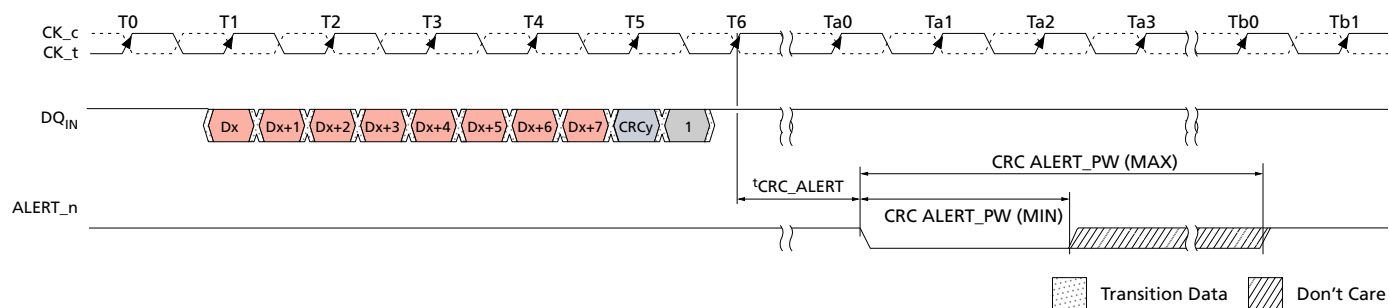 T0 T1 T2 T3 T4 T5 T6 Ta0 Ta1 Ta2 Ta3 Tb0 Tb1
CK_c
CK_t
DQIN
Dx Dx+1 Dx+2 Dx+3 Dx+4 Dx+5 Dx+6 Dx+7 CRCy 1
CRC ALERT_PW (MAX)
tCRC_ALERT
CRC ALERT_PW (MIN)
ALERT_n
Transition Data Don't Care